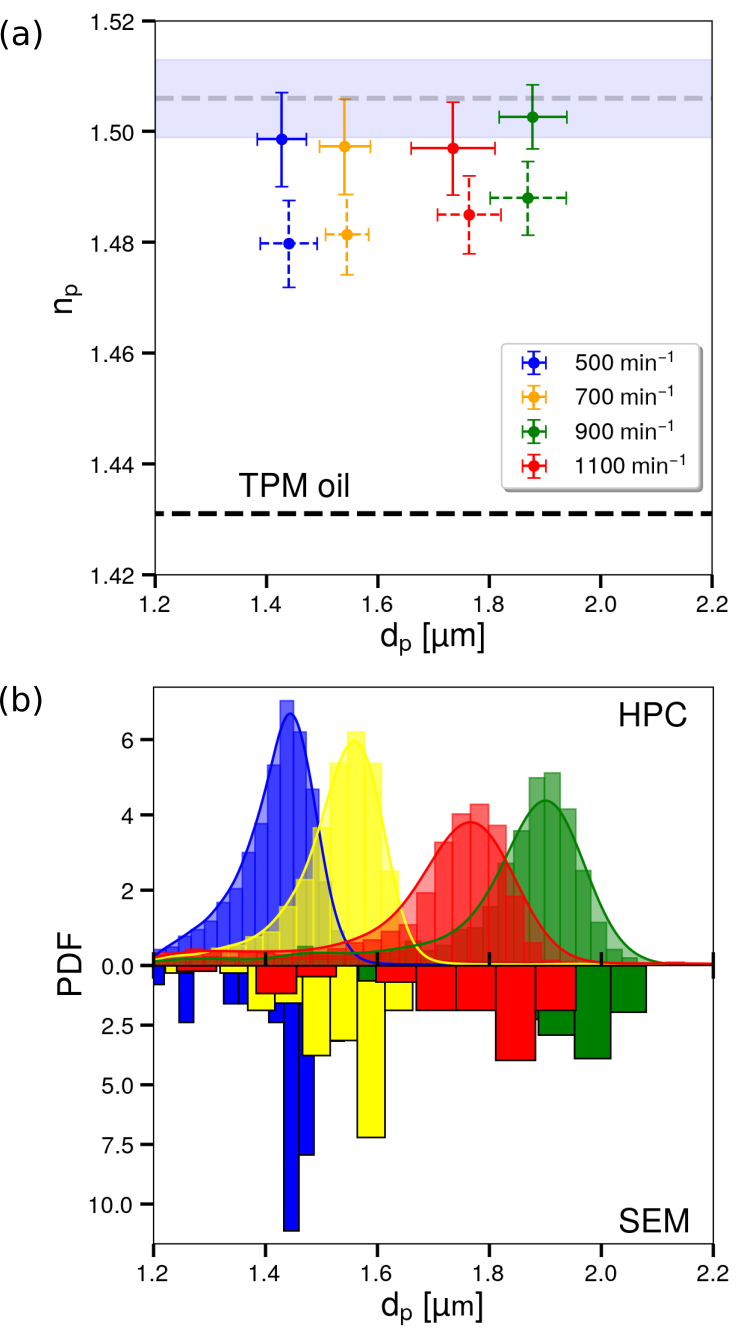 (a)
1.52
1.50
1.48
1.46
1.44
1.42
nₚ
500 min⁻¹
700 min⁻¹
900 min⁻¹
1100 min⁻¹
TPM oil
1.2 1.4 1.6 1.8 2.0 2.2
dₚ [μm]
(b)
HPC
6
4
2
0.0
2.5
5.0
7.5
10.0
PDF
SEM
1.2 1.4 1.6 1.8 2.0 2.2
dₚ [μm]